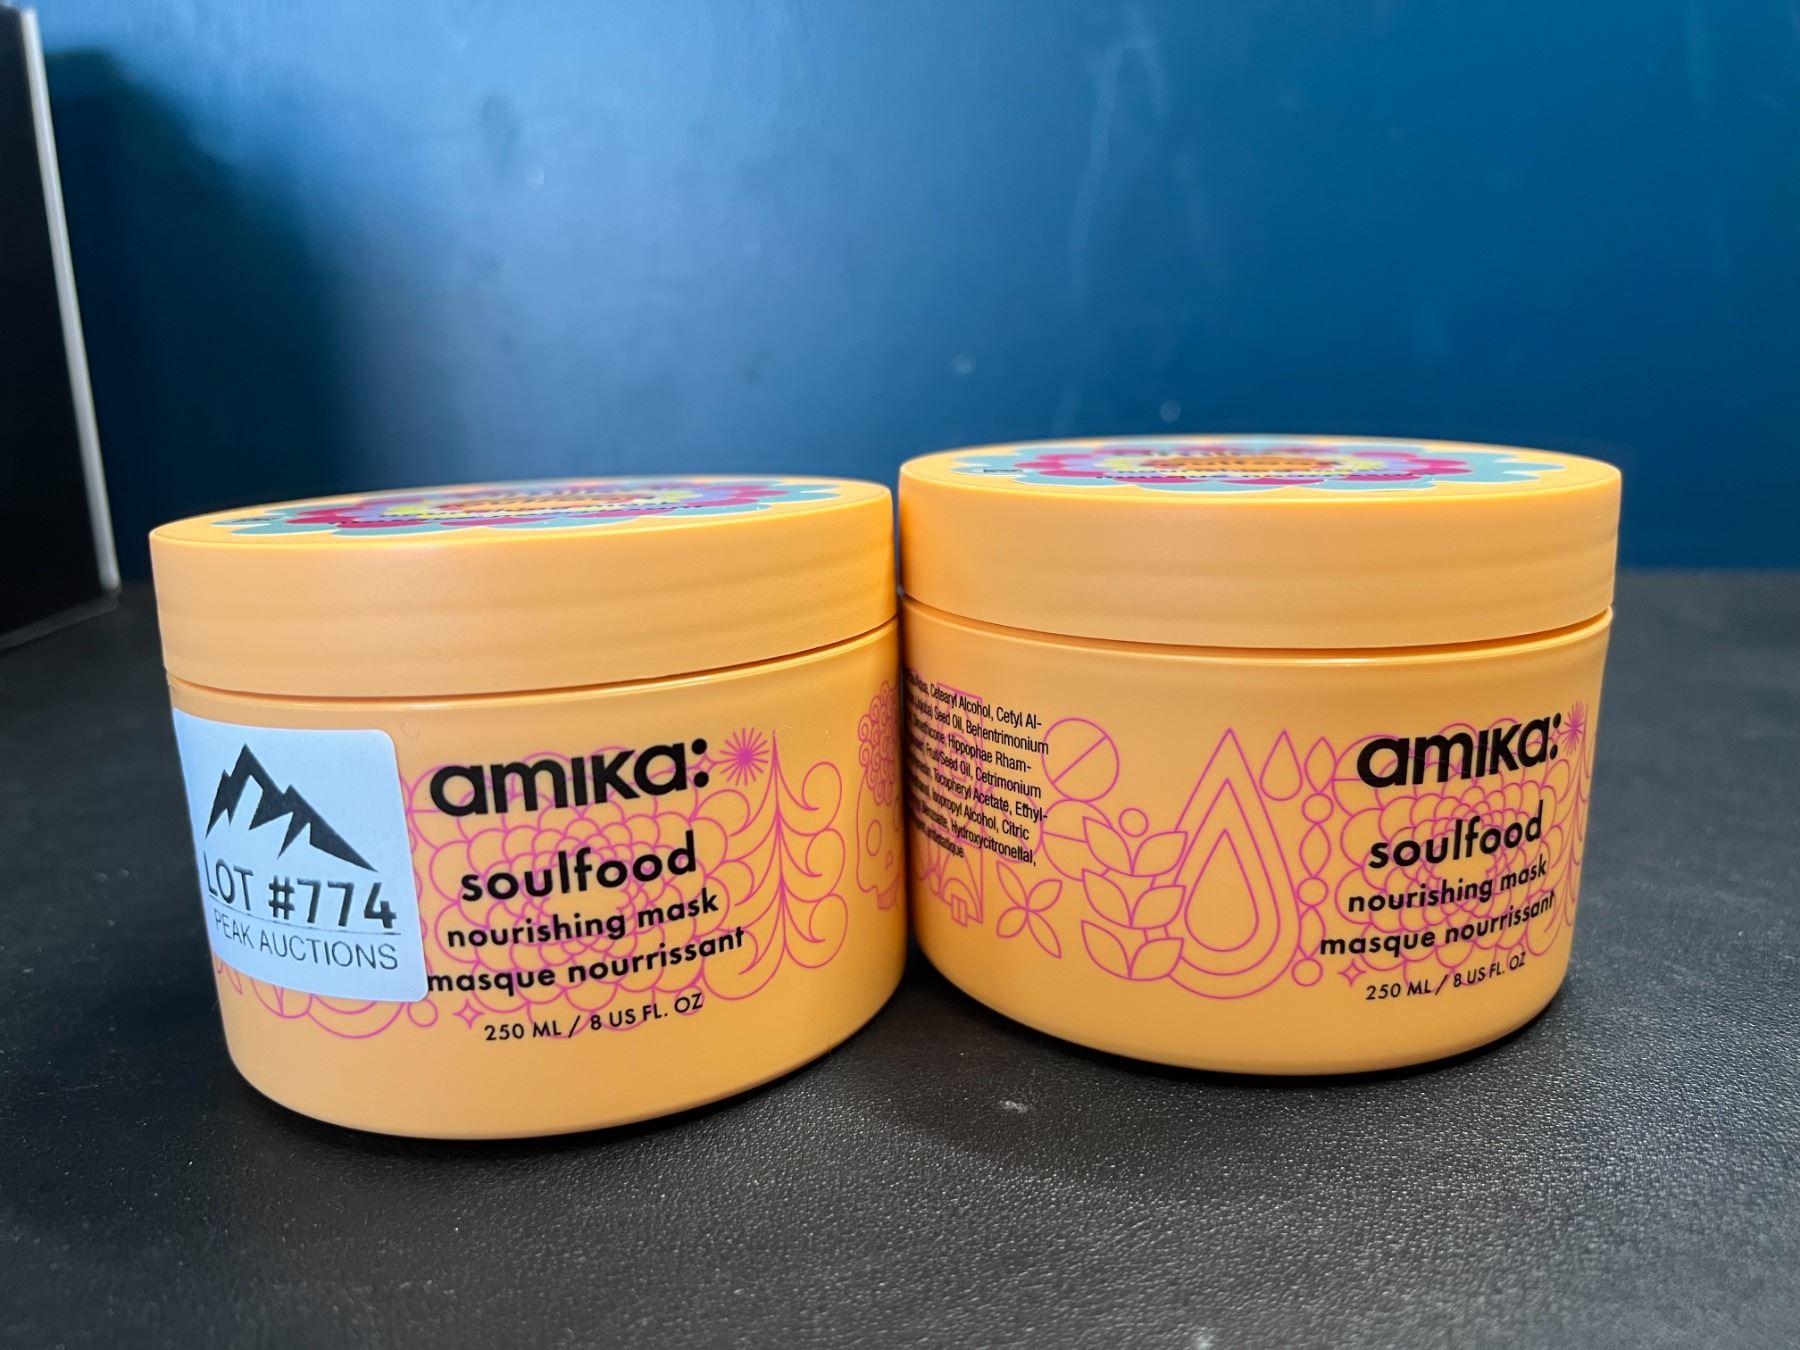 LOT #774
PEAK AUCTIONS
amika:
soulfood
nourishing mask
masque nourrissant
250 ML / 8 US FL. OZ
Aqua, Cetearyl Alcohol, Cetyl Al-
Seed Oil, Behentrimonium
Hippophae Rham-
Fruit/Seed Oil, Cetrimonium
Tocopheryl Acetate, Ethyl-
Isopropyl Alcohol, Citric
Hydroxycitronellal,
amika:
soulfood
nourishing mask
masque nourrissant
250 ML / 8 US FL. OZ